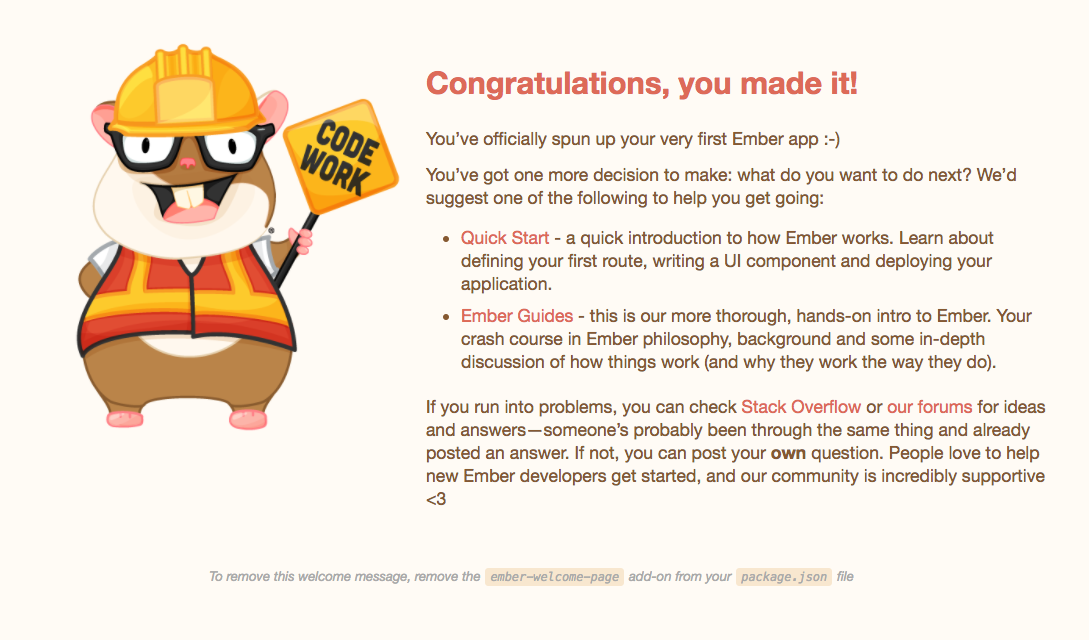 CODE
WORK
Congratulations, you made it!
You’ve officially spun up your very first Ember app :-)
You’ve got one more decision to make: what do you want to do next? We’d
suggest one of the following to help you get going:
• Quick Start - a quick introduction to how Ember works. Learn about
defining your first route, writing a UI component and deploying your
application.
• Ember Guides - this is our more thorough, hands-on intro to Ember. Your
crash course in Ember philosophy, background and some in-depth
discussion of how things work (and why they work the way they do).
If you run into problems, you can check Stack Overflow or our forums for ideas
and answers—someone’s probably been through the same thing and already
posted an answer. If not, you can post your own question. People love to help
new Ember developers get started, and our community is incredibly supportive
<3
To remove this welcome message, remove the ember-welcome-page add-on from your package.json file